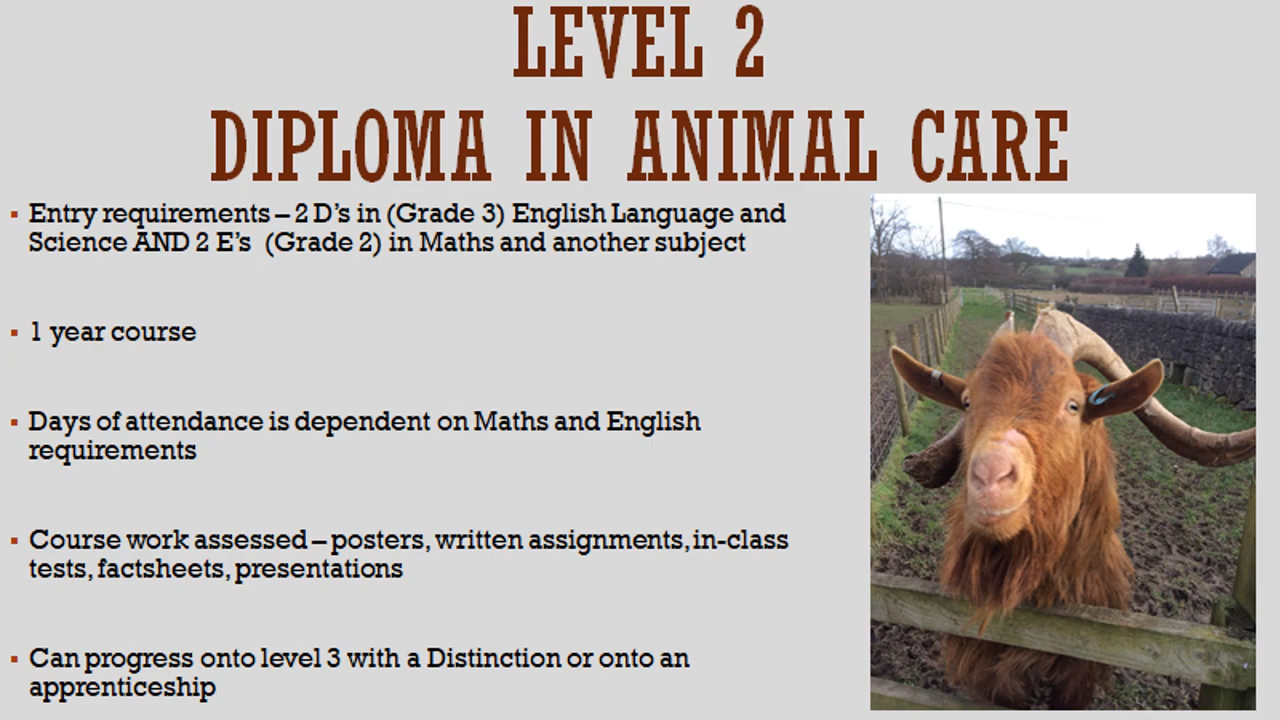 LEVEL 2
DIPLOMA IN ANIMAL CARE
▪ Entry requirements – 2 D's in (Grade 3) English Language and
Science AND 2 E's (Grade 2) in Maths and another subject
▪ 1 year course
▪ Days of attendance is dependent on Maths and English
requirements
▪ Course work assessed – posters, written assignments, in-class
tests, factsheets, presentations
▪ Can progress onto level 3 with a Distinction or onto an
apprenticeship